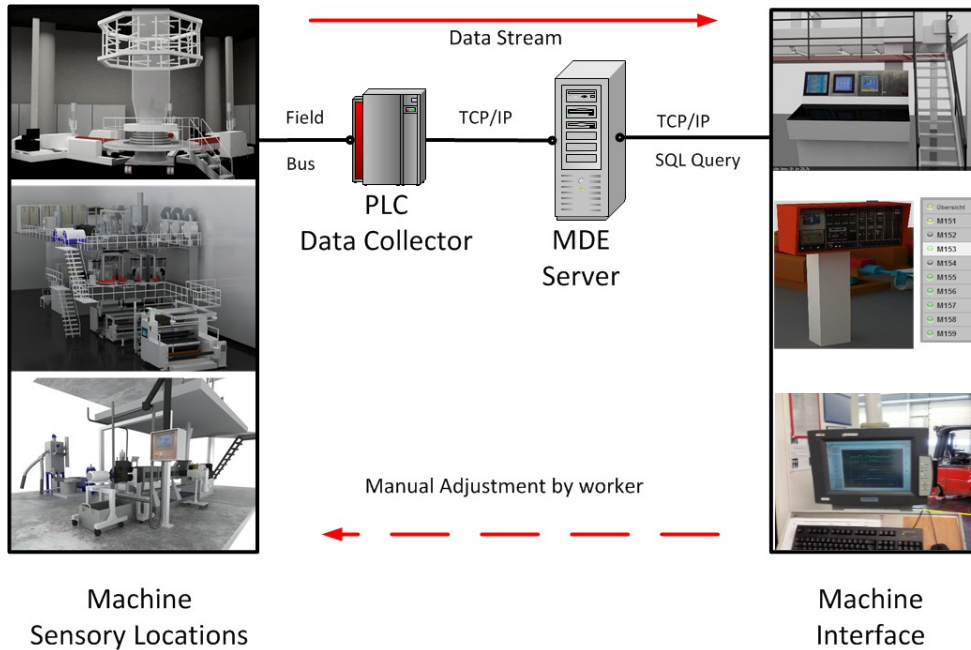 Data Stream
Field
Bus
TCP/IP
TCP/IP
SQL Query
PLC
Data Collector
MDE
Server
Übersicht
M151
M152
M153
M154
M155
M156
M157
M158
M159
Manual Adjustment by worker
Machine
Sensory Locations
Machine
Interface